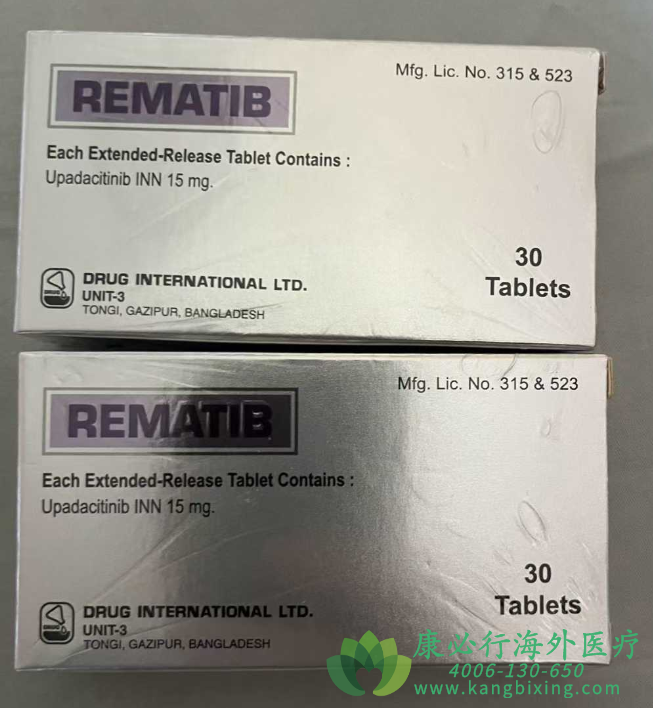 Mfg. Lic. No. 315 & 523
REMATIB
Each Extended-Release Tablet Contains :
Upadacitinib INN 15 mg.
30
Tablets
DRUG INTERNATIONAL LTD.
UNIT-3
TONGI, GAZIPUR, BANGLADESH
Mfg. Lic. No. 315 & 523
REMATIB
Each Extended-Release Tablet Contains :
Upadacitinib INN 15 mg.
30
Tablets
DRUG INTERNATIONAL LTD.
UNIT-3
TONGI, GAZIPUR, BANGLADESH
康必行海外医疗
4006-130-650
www.kangbixing.com